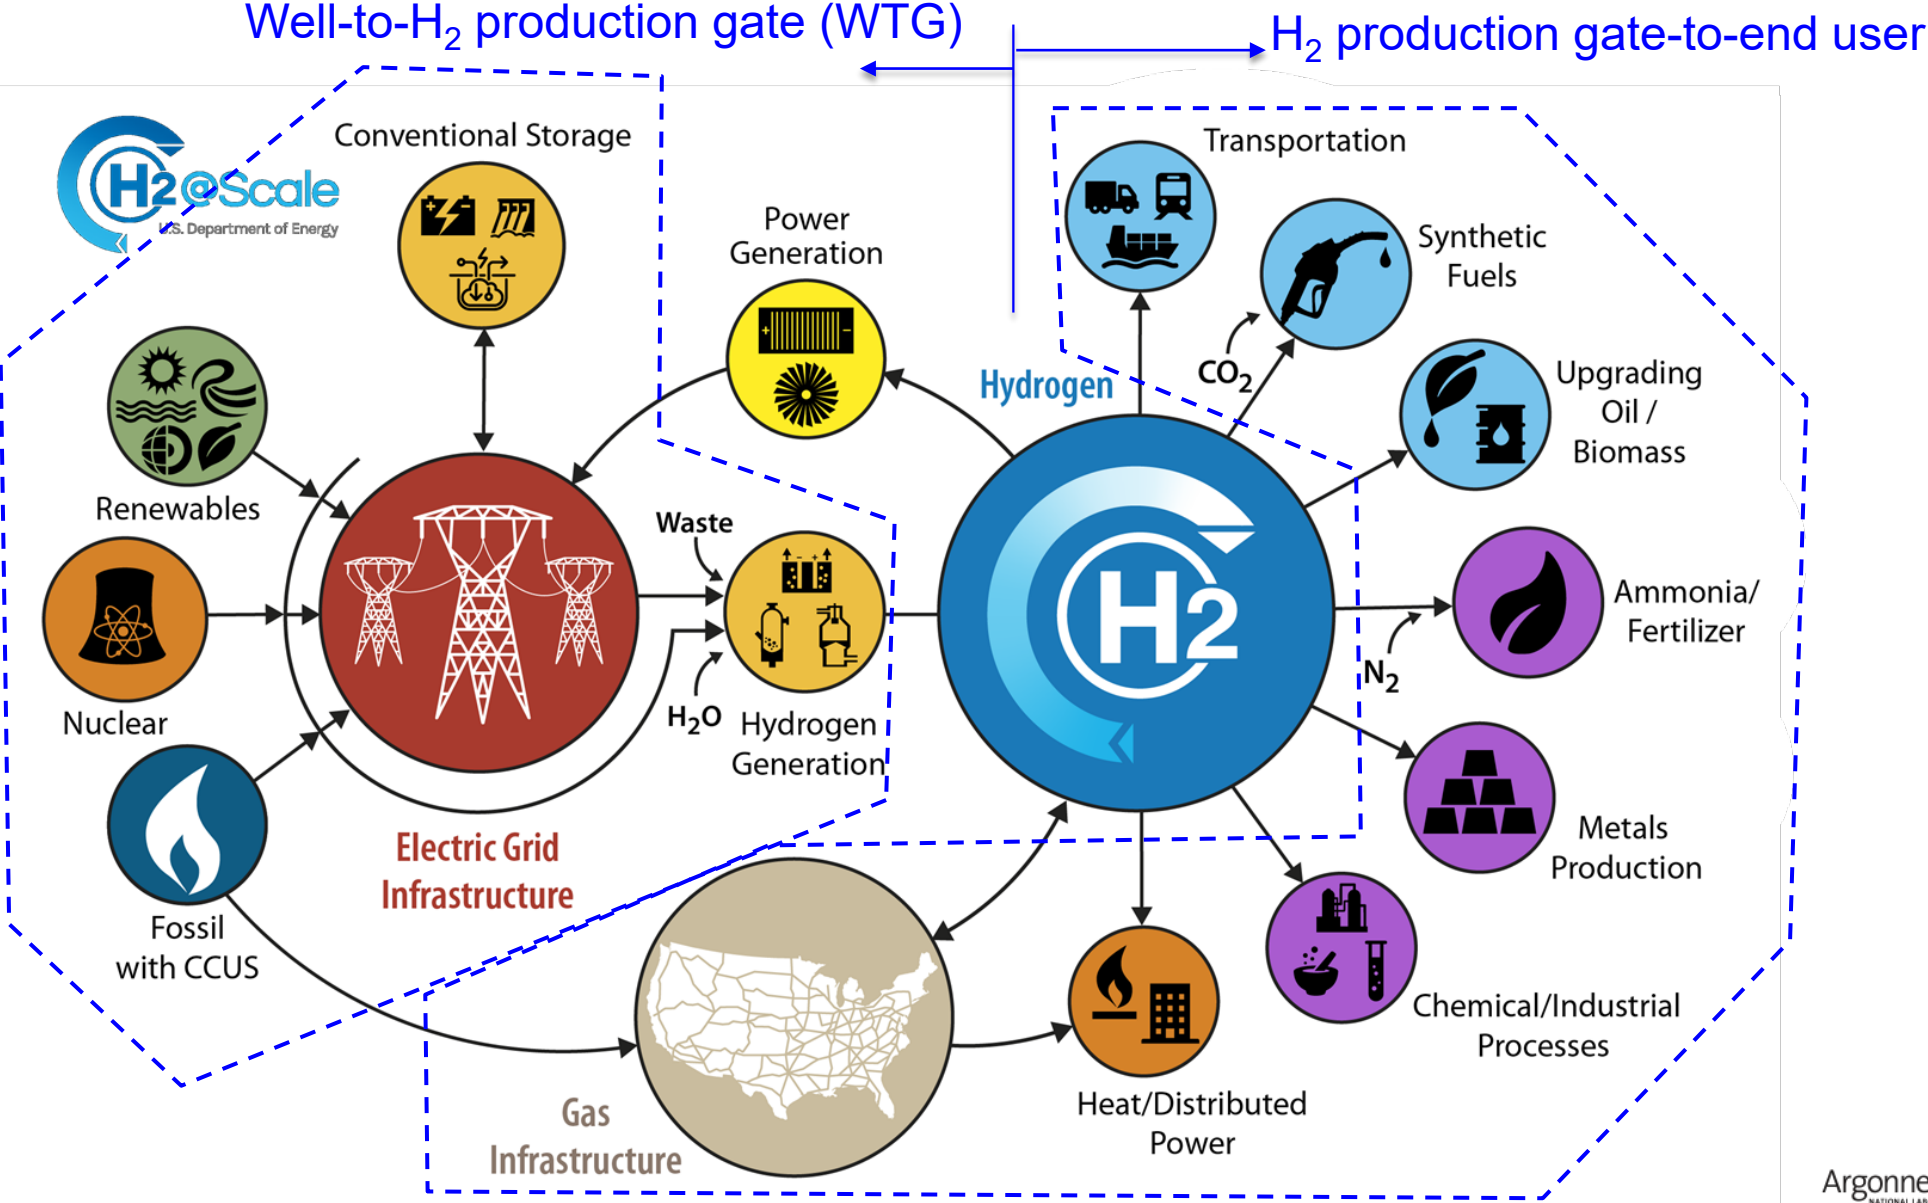 Well-to-H₂ production gate (WTG)
H₂ production gate-to-end user
H2@Scale
U.S. Department of Energy
Conventional Storage
Power
Generation
Transportation
Synthetic
Fuels
CO₂
Hydrogen
Upgrading
Oil /
Biomass
Renewables
Waste
H2
Ammonia/
Fertilizer
N₂
Nuclear
H₂O
Hydrogen
Generation
Electric Grid
Infrastructure
Metals
Production
Fossil
with CCUS
Chemical/Industrial
Processes
Gas
Infrastructure
Heat/Distributed
Power
Argonne
NATIONAL LAB